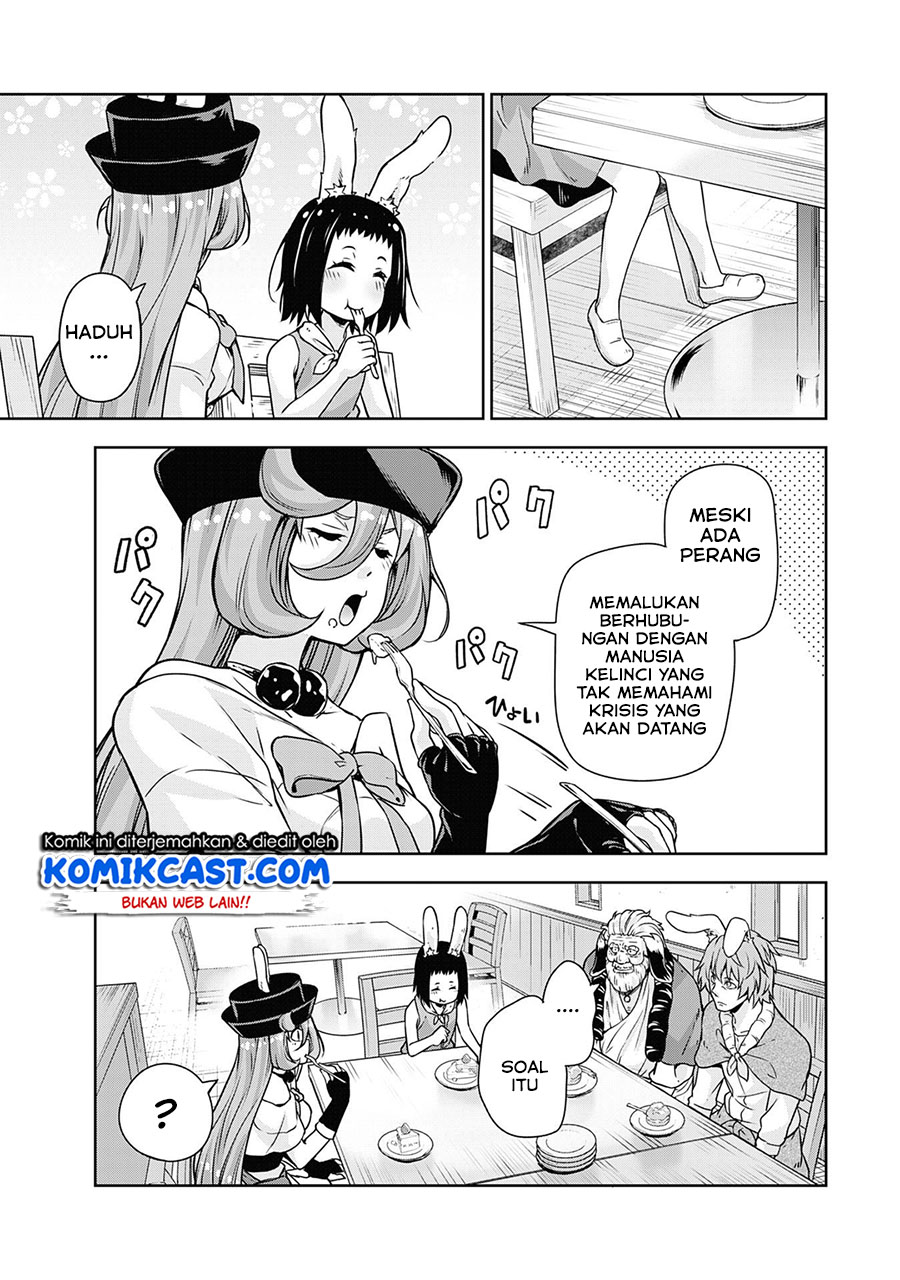 HADUH
...
MESKI
ADA
PERANG
MEMALUKAN
BERHUBU-
NGAN DENGAN
MANUSIA
KELINCI YANG
TAK MEMAHAMI
KRISIS YANG
AKAN DATANG
パク
パク
パク
パク
ひょい
Komik ini diterjemahkan & diedit oleh
KOMIKCAST.COM
BUKAN WEB LAIN!!
....
SOAL
ITU
?